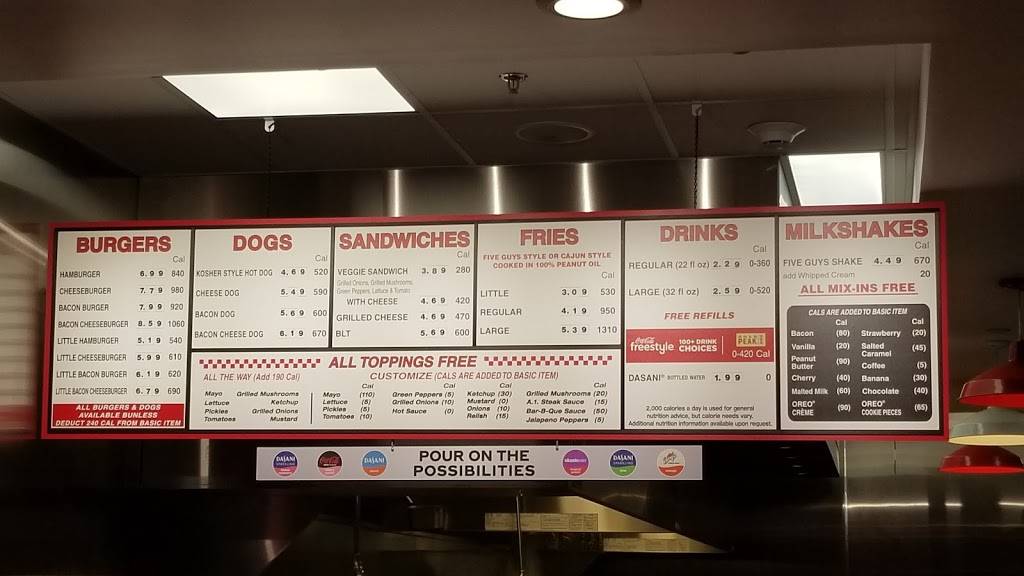 BURGERS
Cal
HAMBURGER 6.99 840
CHEESEBURGER 7.79 980
BACON BURGER 7.99 920
BACON CHEESEBURGER 8.59 1060
LITTLE HAMBURGER 5.19 540
LITTLE CHEESEBURGER 5.99 610
LITTLE BACON BURGER 6.19 620
LITTLE BACON CHEESEBURGER 6.79 690
ALL BURGERS & DOGS
AVAILABLE BUNLESS
DEDUCT 240 CAL FROM BASIC ITEM
DOGS
Cal
KOSHER STYLE HOT DOG 4.69 520
CHEESE DOG 5.49 590
BACON DOG 5.69 600
BACON CHEESE DOG 6.19 670
SANDWICHES
Cal
VEGGIE SANDWICH 3.89 280
Grilled Onions, Grilled Mushrooms,
Green Peppers, Lettuce & Tomato
WITH CHEESE 4.69 420
GRILLED CHEESE 4.69 470
BLT 5.69 600
FRIES
FIVE GUYS STYLE OR CAJUN STYLE
COOKED IN 100% PEANUT OIL
Cal
LITTLE 3.09 530
REGULAR 4.19 950
LARGE 5.39 1310
ALL TOPPINGS FREE
ALL THE WAY (Add 190 Cal)
Mayo Grilled Mushrooms
Lettuce Ketchup
Pickles Grilled Onions
Tomatoes Mustard
CUSTOMIZE (CALS ARE ADDED TO BASIC ITEM)
Cal Cal Cal Cal
Mayo (110) Green Peppers (5) Ketchup (30) Grilled Mushrooms (20)
Lettuce (5) Grilled Onions (10) Mustard (0) A.1. Steak Sauce (15)
Pickles (5) Hot Sauce (0) Onions (10) Bar-B-Que Sauce (50)
Tomatoes (10) Relish (15) Jalapeno Peppers (5)
DRINKS
Cal
REGULAR (22 fl oz) 2.29 0-360
LARGE (32 fl oz) 2.59 0-520
FREE REFILLS
Coca-Cola
freestyle
100+ DRINK
CHOICES
PEAK
0-420 Cal
DASANI® BOTTLED WATER 1.99 0
2,000 calories a day is used for general
nutrition advice, but calorie needs vary.
Additional nutrition information available upon request.
MILKSHAKES
Cal
FIVE GUYS SHAKE 4.49 670
add Whipped Cream 20
ALL MIX-INS FREE
CALS ARE ADDED TO BASIC ITEM
Cal Cal
Bacon (80) Strawberry (20)
Vanilla (20) Salted
Caramel (45)
Peanut
Butter (90) Coffee (5)
Cherry (40) Banana (30)
Malted Milk (60) Chocolate (40)
OREO®
CRÈME (90) OREO®
COOKIE PIECES (65)
DASANI
DASANI
POUR ON THE
POSSIBILITIES
DASANI